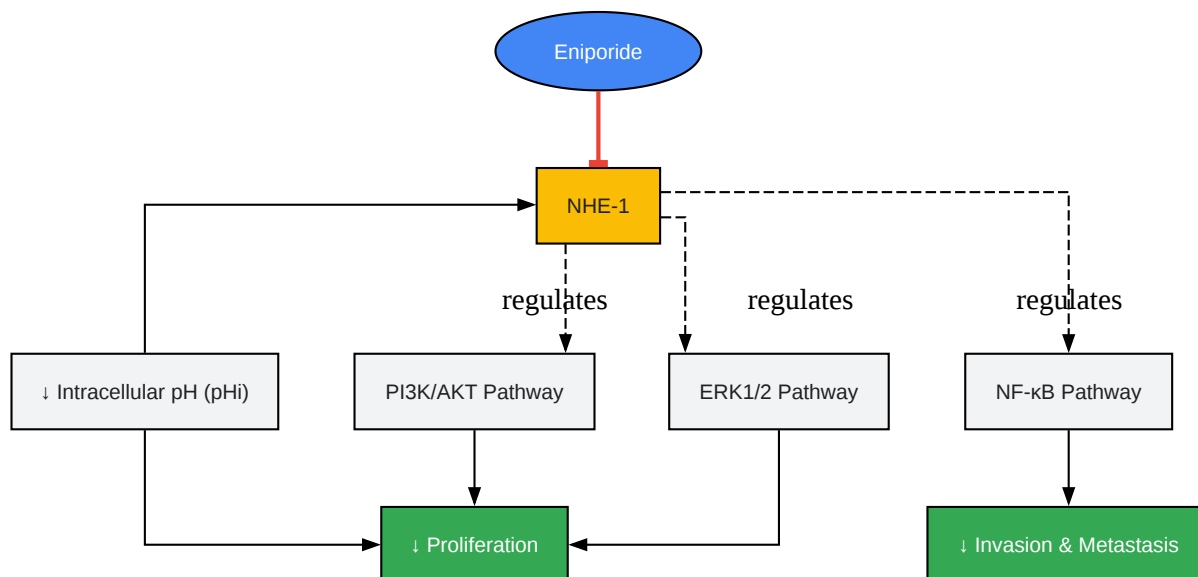 Eniporide
NHE-1
regulates
regulates
regulates
↓ Intracellular pH (pHi)
PI3K/AKT Pathway
ERK1/2 Pathway
NF-κB Pathway
↓ Proliferation
↓ Invasion & Metastasis